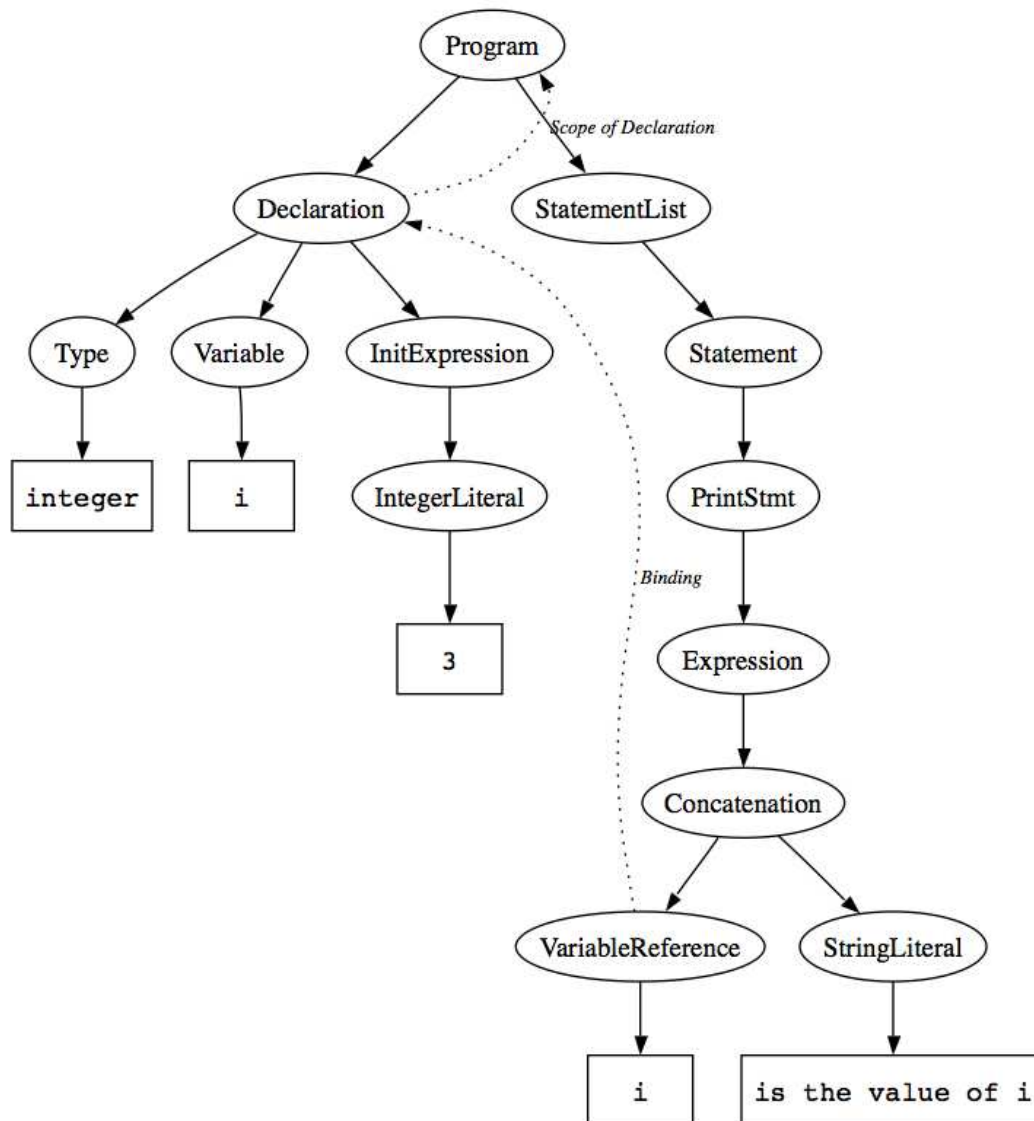 Program
Scope of Declaration
Declaration
StatementList
Type
Variable
InitExpression
Statement
integer
i
IntegerLiteral
PrintStmt
Binding
3
Expression
Concatenation
VariableReference
StringLiteral
i
is the value of i